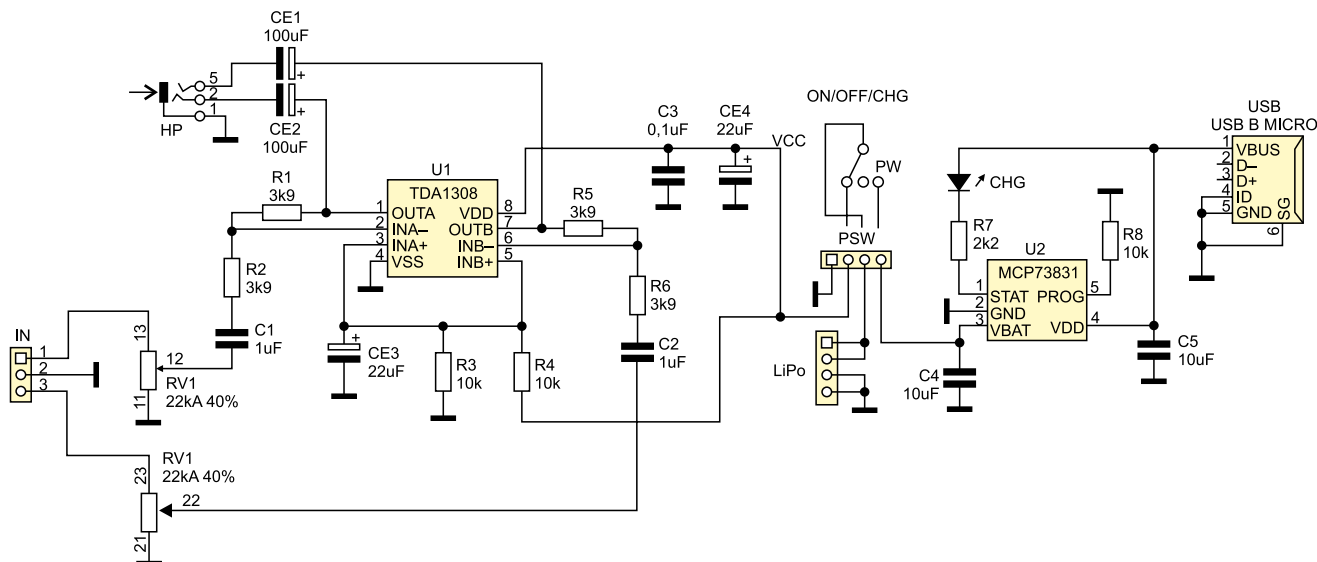 CE1
100uF
5
2
1
HP
CE2
100uF
+
+
U1
TDA1308
OUTA
INA–
INA+
VSS
VDD
OUTB
INB–
INB+
1
2
3
4
8
7
6
5
R1
3k9
R2
3k9
C1
1uF
IN
1
2
3
13
12
11
RV1
22kA 40%
RV1
22kA 40%
23
22
21
+
CE3
22uF
R3
10k
R4
10k
R5
3k9
R6
3k9
C2
1uF
C3
0,1uF
CE4
22uF
+
VCC
ON/OFF/CHG
PW
PSW
LiPo
C4
10uF
CHG
R7
2k2
U2
MCP73831
STAT
GND
VBAT
PROG
VDD
1
2
3
5
4
R8
10k
C5
10uF
USB
USB B MICRO
1
2
3
4
5
VBUS
D–
D+
ID
GND
SG
6